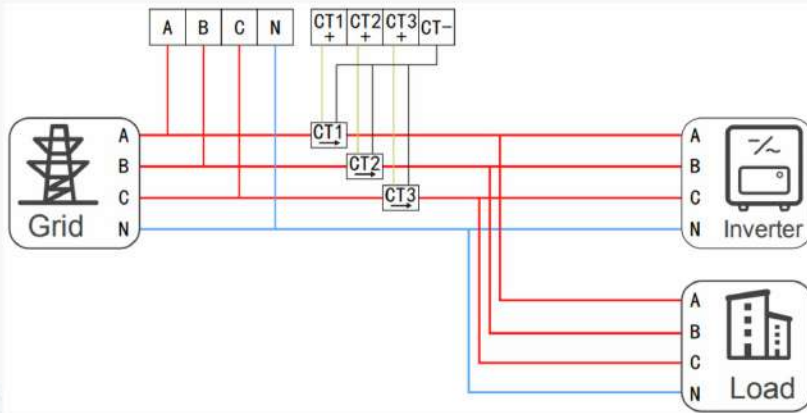 A B C N CT1 + CT2 + CT3 + CT-
A CT1 A
B CT2 B
C CT3 C
Grid N N Inverter
A
B
C
N Load